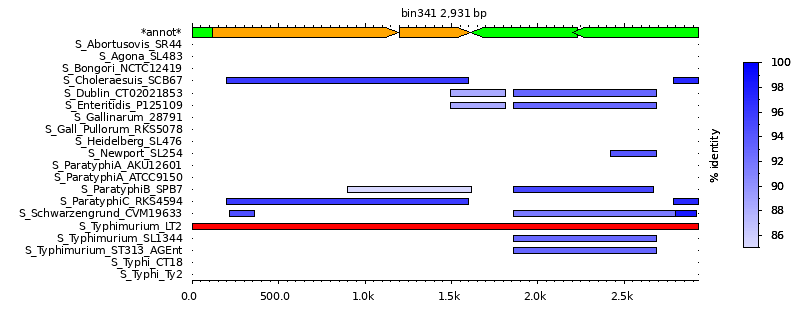 bin341 2,931 bp
*annot*
S_Abortusovis_SR44
S_Agona_SL483
S_Bongori_NCTC12419
S_Choleraesuis_SCB67
S_Dublin_CT02021853
S_Enteritidis_P125109
S_Gallinarum_28791
S_Gall_Pullorum_RKS5078
S_Heidelberg_SL476
S_Newport_SL254
S_ParatyphiA_AKU12601
S_ParatyphiA_ATCC9150
S_ParatyphiB_SPB7
S_ParatyphiC_RKS4594
S_Schwarzengrund_CVM19633
S_Typhimurium_LT2
S_Typhimurium_SL1344
S_Typhimurium_ST313_AGEnt
S_Typhi_CT18
S_Typhi_Ty2
0.0 500.0 1.0k 1.5k 2.0k 2.5k
% identity
100
98
96
94
92
90
88
86